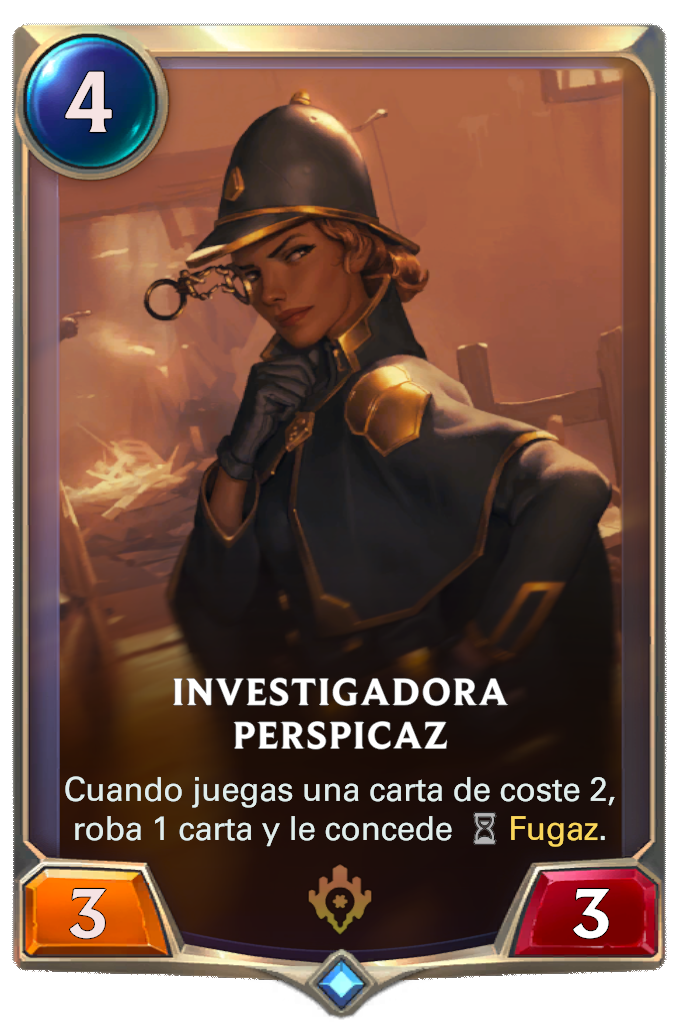 4
INVESTIGADORA
PERSPICAZ
Cuando juegas una carta de coste 2,
roba 1 carta y le concede Fugaz.
3
3